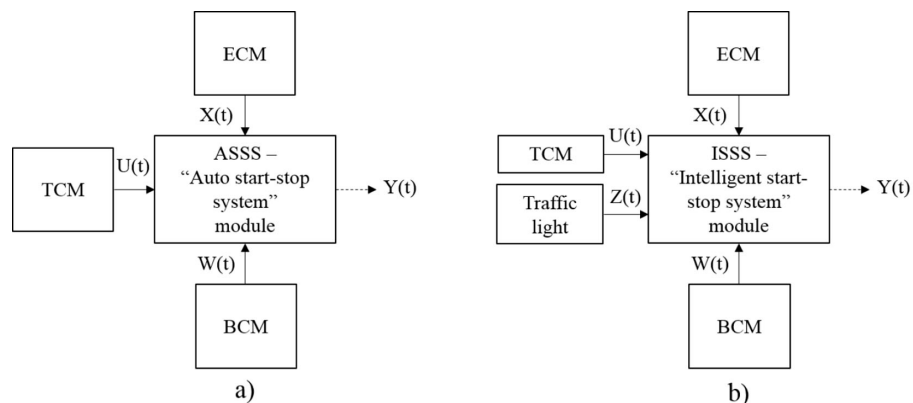 ECM
X(t)
U(t)
TCM
ASSS –
“Auto start-stop
system”
module
Y(t)
W(t)
BCM
a)
ECM
X(t)
U(t)
TCM
Z(t)
Traffic
light
ISSS –
“Intelligent start-
stop system”
module
Y(t)
W(t)
BCM
b)